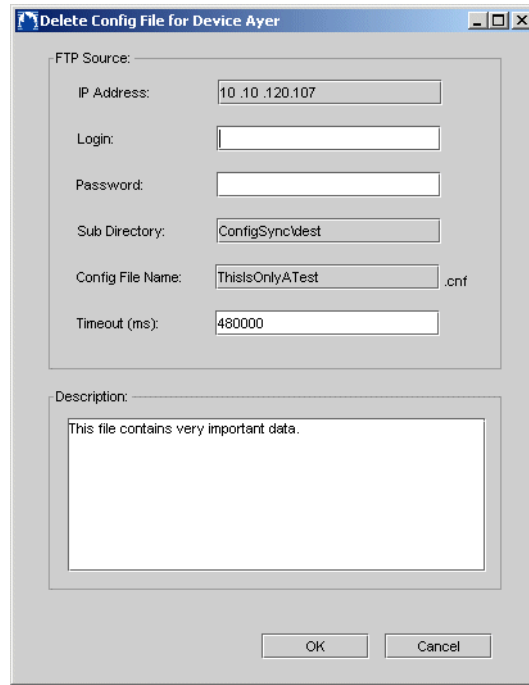 Delete Config File for Device Ayer
FTP Source:
IP Address: 10 .10 .120.107
Login:
Password:
Sub Directory: ConfigSync\dest
Config File Name: ThisIsOnlyATest .cnf
Timeout (ms): 480000
Description:
This file contains very important data.
OK Cancel